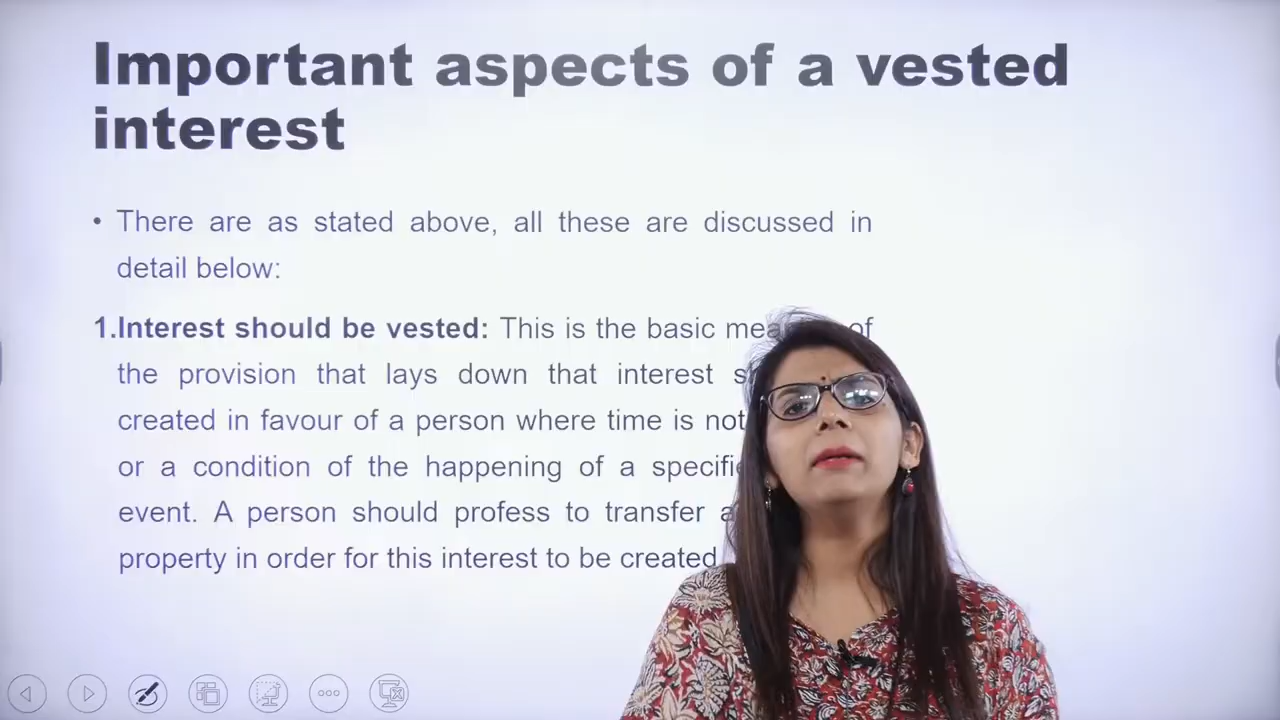 Important aspects of a vested
interest
• There are as stated above, all these are discussed in
detail below:
1.Interest should be vested: This is the basic of
the provision that lays down that interest
created in favour of a person where time is not
or a condition of the happening of a
event. A person should profess to transfer
property in order for this interest to be created